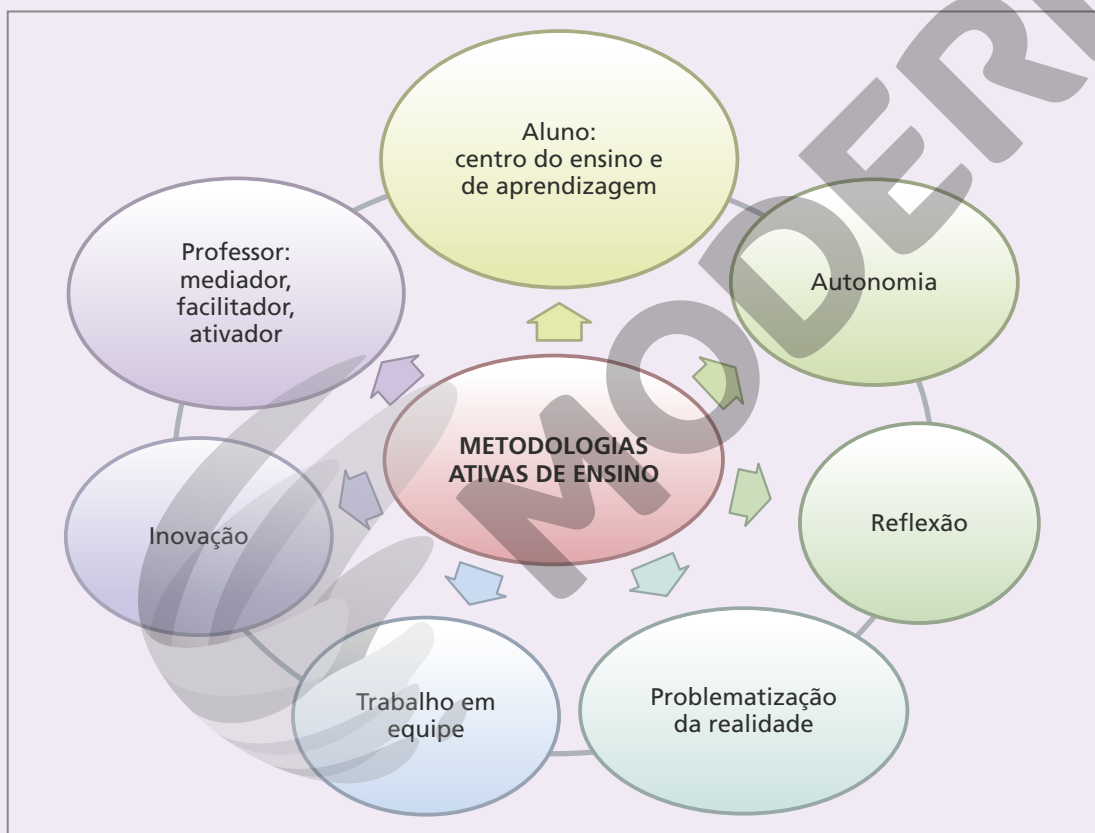 Aluno:
centro do ensino e
de aprendizagem
Autonomia
Reflexão
Problematização
da realidade
Trabalho em
equipe
Inovação
Professor:
mediador,
facilitador,
ativador
METODOLOGIAS
ATIVAS DE ENSINO
MODER